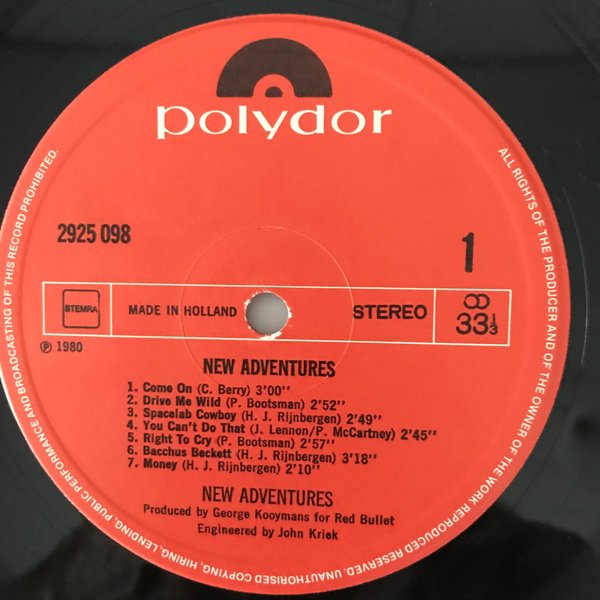 polydor
2925 098
1
STEMRA
MADE IN HOLLAND
STEREO
33⅓
℗ 1980
NEW ADVENTURES
1. Come On (C. Berry) 3'00''
2. Drive Me Wild (P. Bootsman) 2'52''
3. Spacelab Cowboy (H. J. Rijnbergen) 2'49''
4. You Can't Do That (J. Lennon/P. McCartney) 2'45''
5. Right To Cry (P. Bootsman) 2'57''
6. Bacchus Beckett (H. J. Rijnbergen) 3'18''
7. Money (H. J. Rijnbergen) 2'10''
NEW ADVENTURES
Produced by George Kooymans for Red Bullet
Engineered by John Kriek
ALL RIGHTS OF THE PRODUCER AND OF THE OWNER OF THE WORK REPRODUCED RESERVED. UNAUTHORISED COPYING, HIRING, LENDING, PUBLIC PERFORMANCE AND BROADCASTING OF THIS RECORD PROHIBITED.